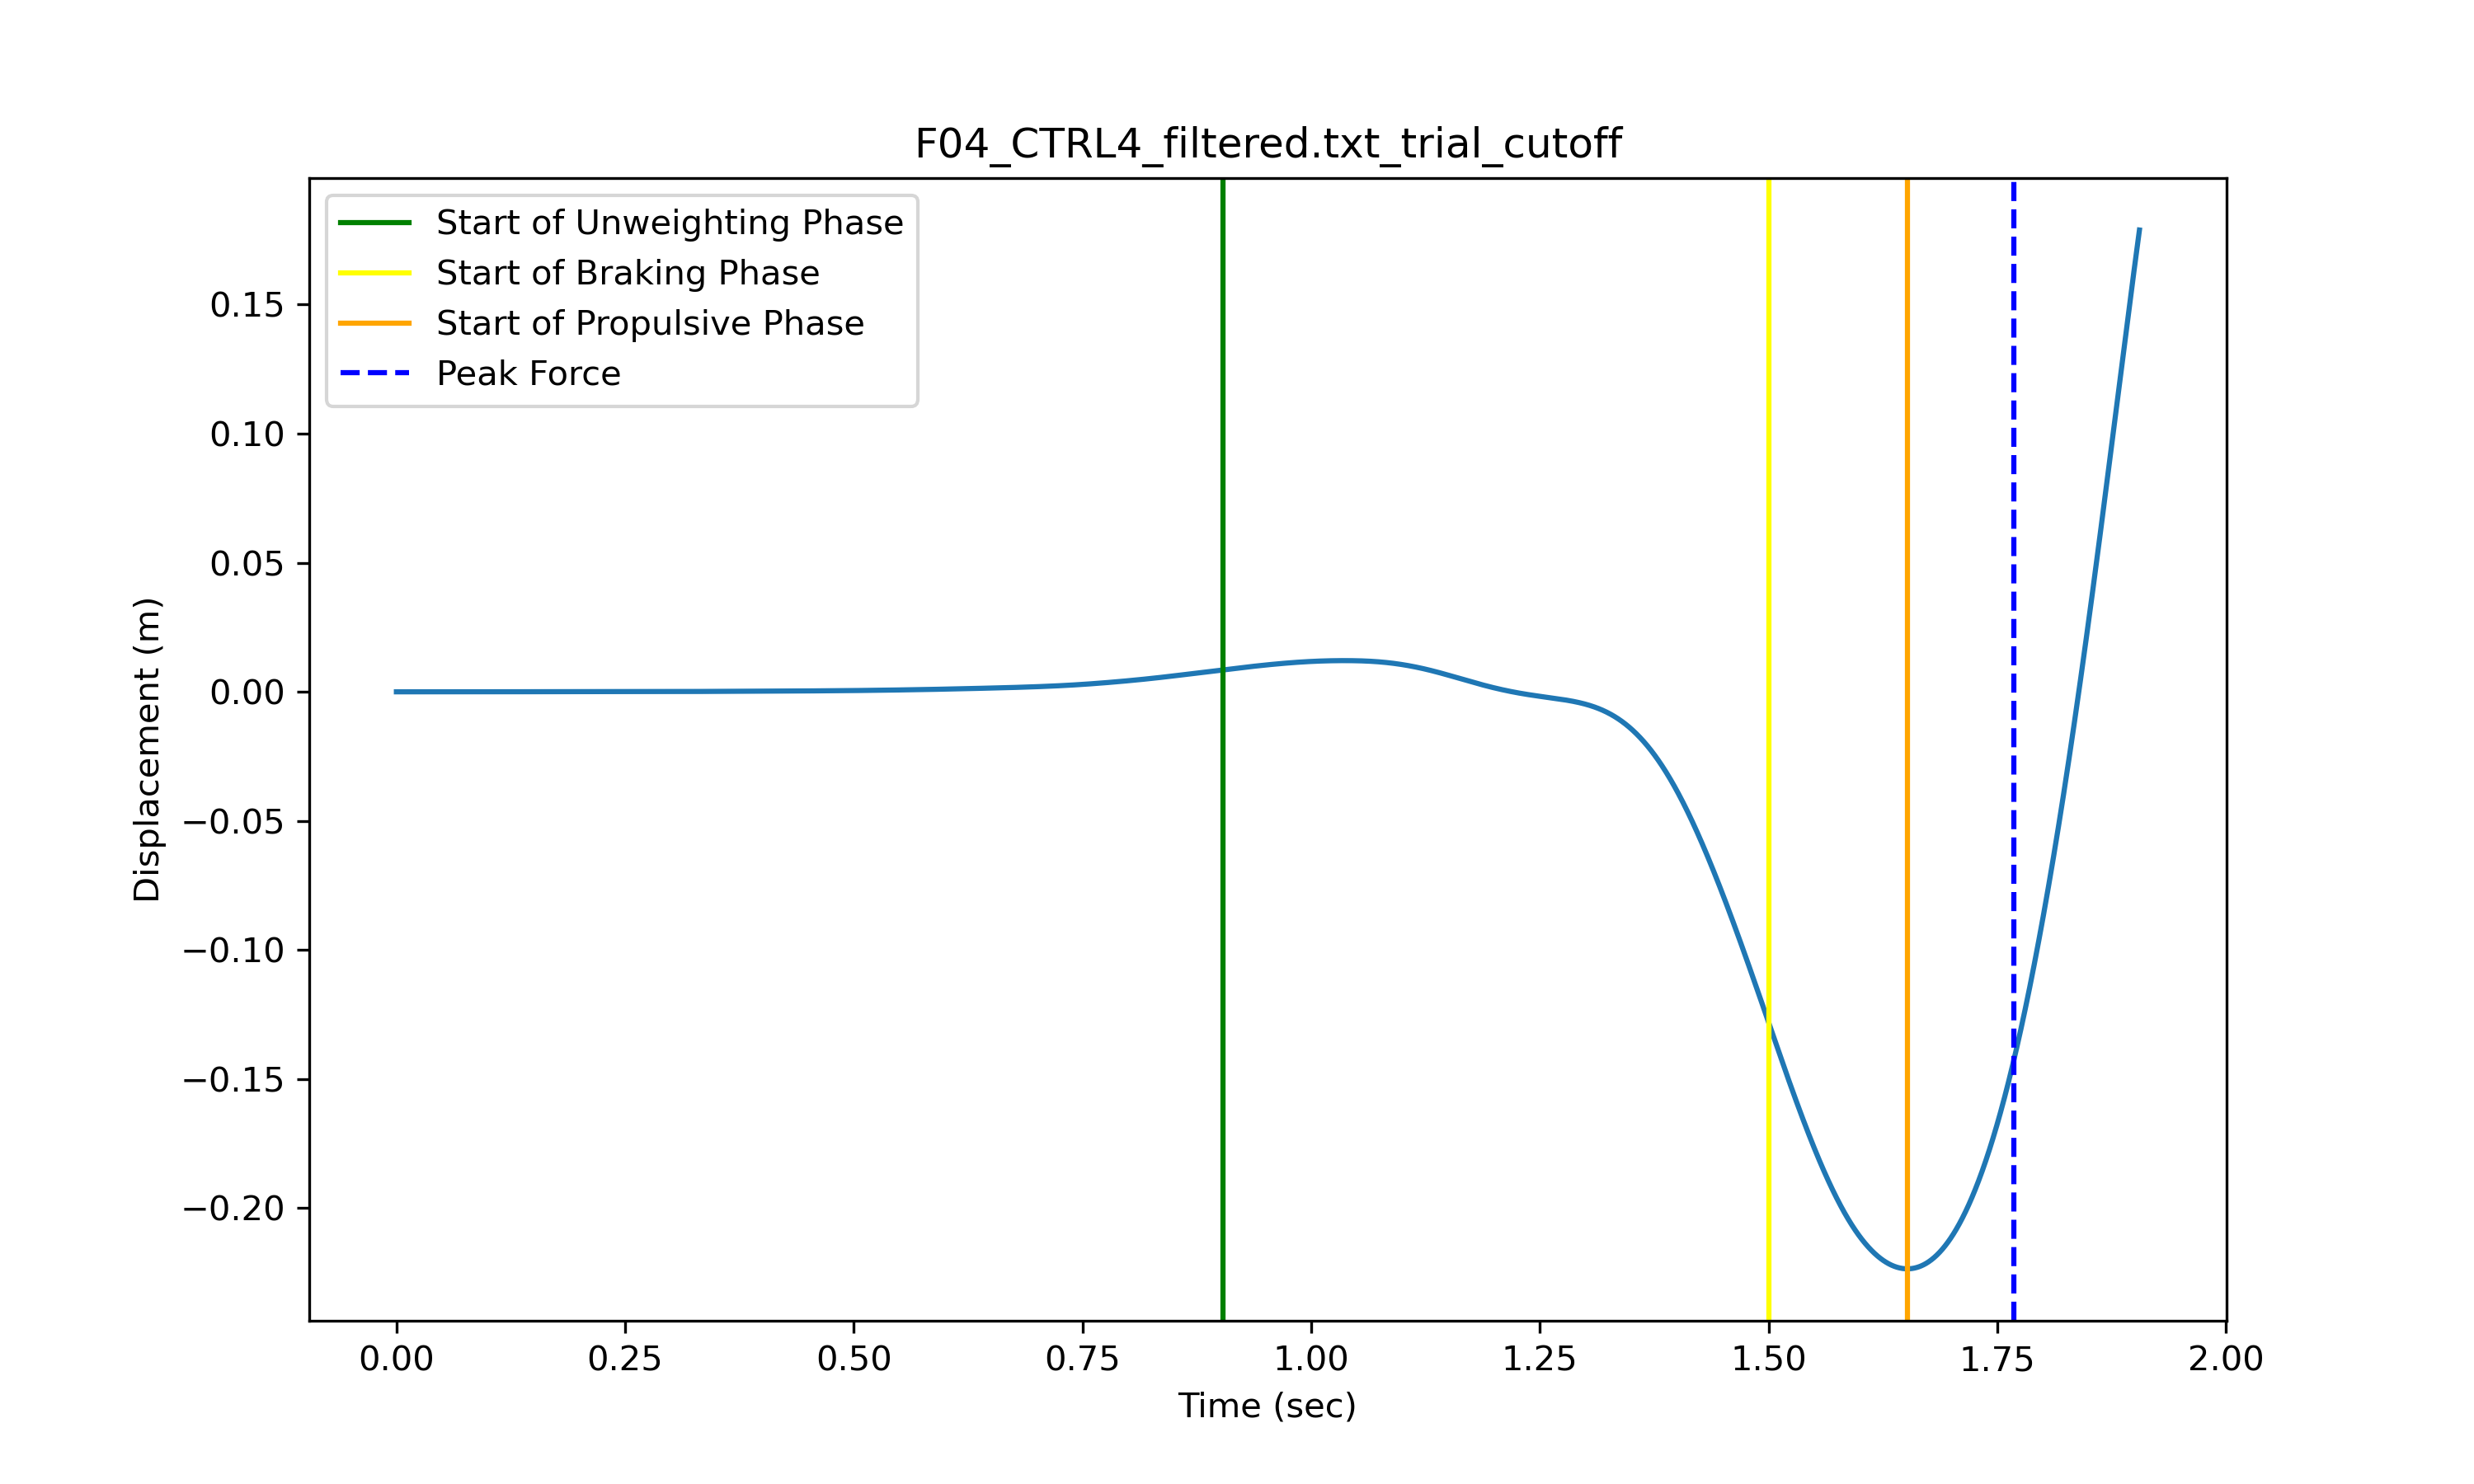 F04_CTRL4_filtered.txt_trial_cutoff
Start of Unweighting Phase
Start of Braking Phase
Start of Propulsive Phase
Peak Force
0.15
0.10
0.05
0.00
−0.05
−0.10
−0.15
−0.20
Displacement (m)
0.00 0.25 0.50 0.75 1.00 1.25 1.50 1.75 2.00
Time (sec)